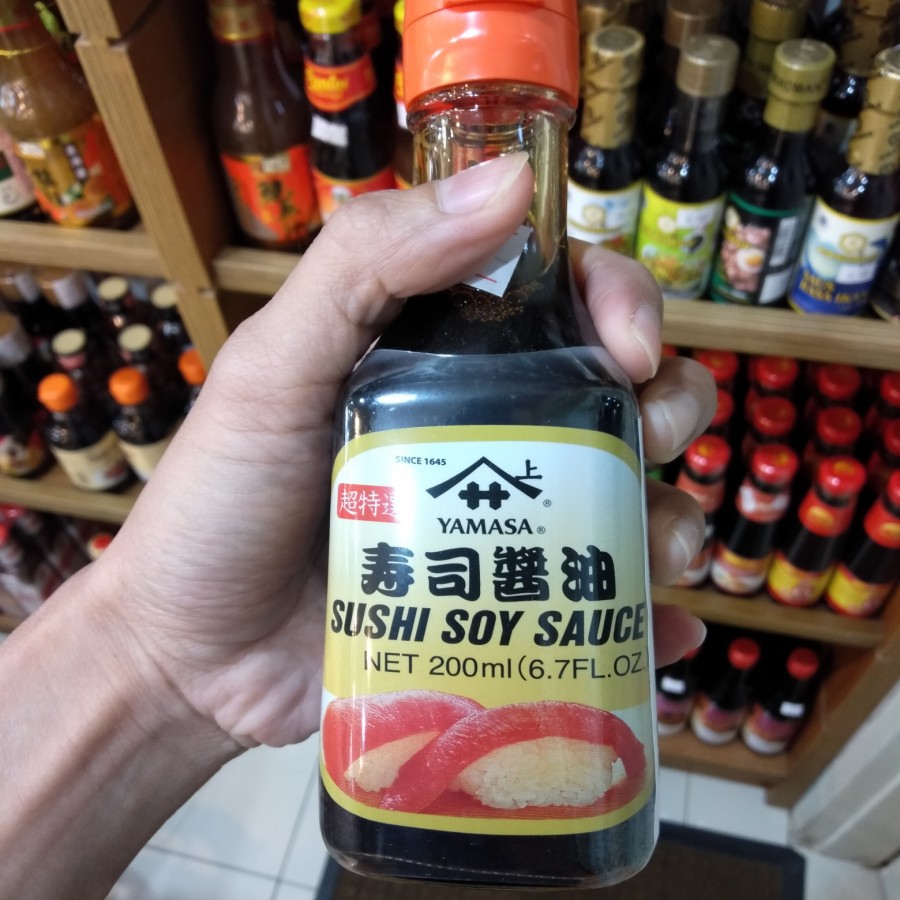 SINCE 1645
上
超特選
YAMASA®
寿司醤油
SUSHI SOY SAUCE
NET 200ml(6.7FL.OZ.